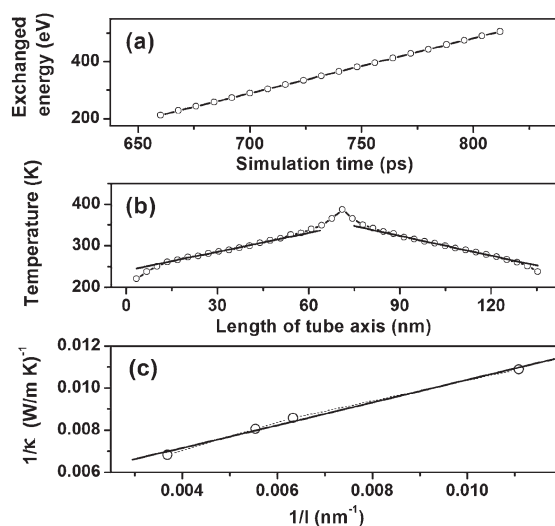 (a)
Exchanged
energy (eV)
400
200
650
700
750
800
Simulation time (ps)
(b)
Temperature (K)
400
300
200
0
30
60
90
120
Length of tube axis (nm)
(c)
1/κ (W/m K)⁻¹
0.012
0.010
0.008
0.006
0.004
0.006
0.008
0.010
1/l (nm⁻¹)